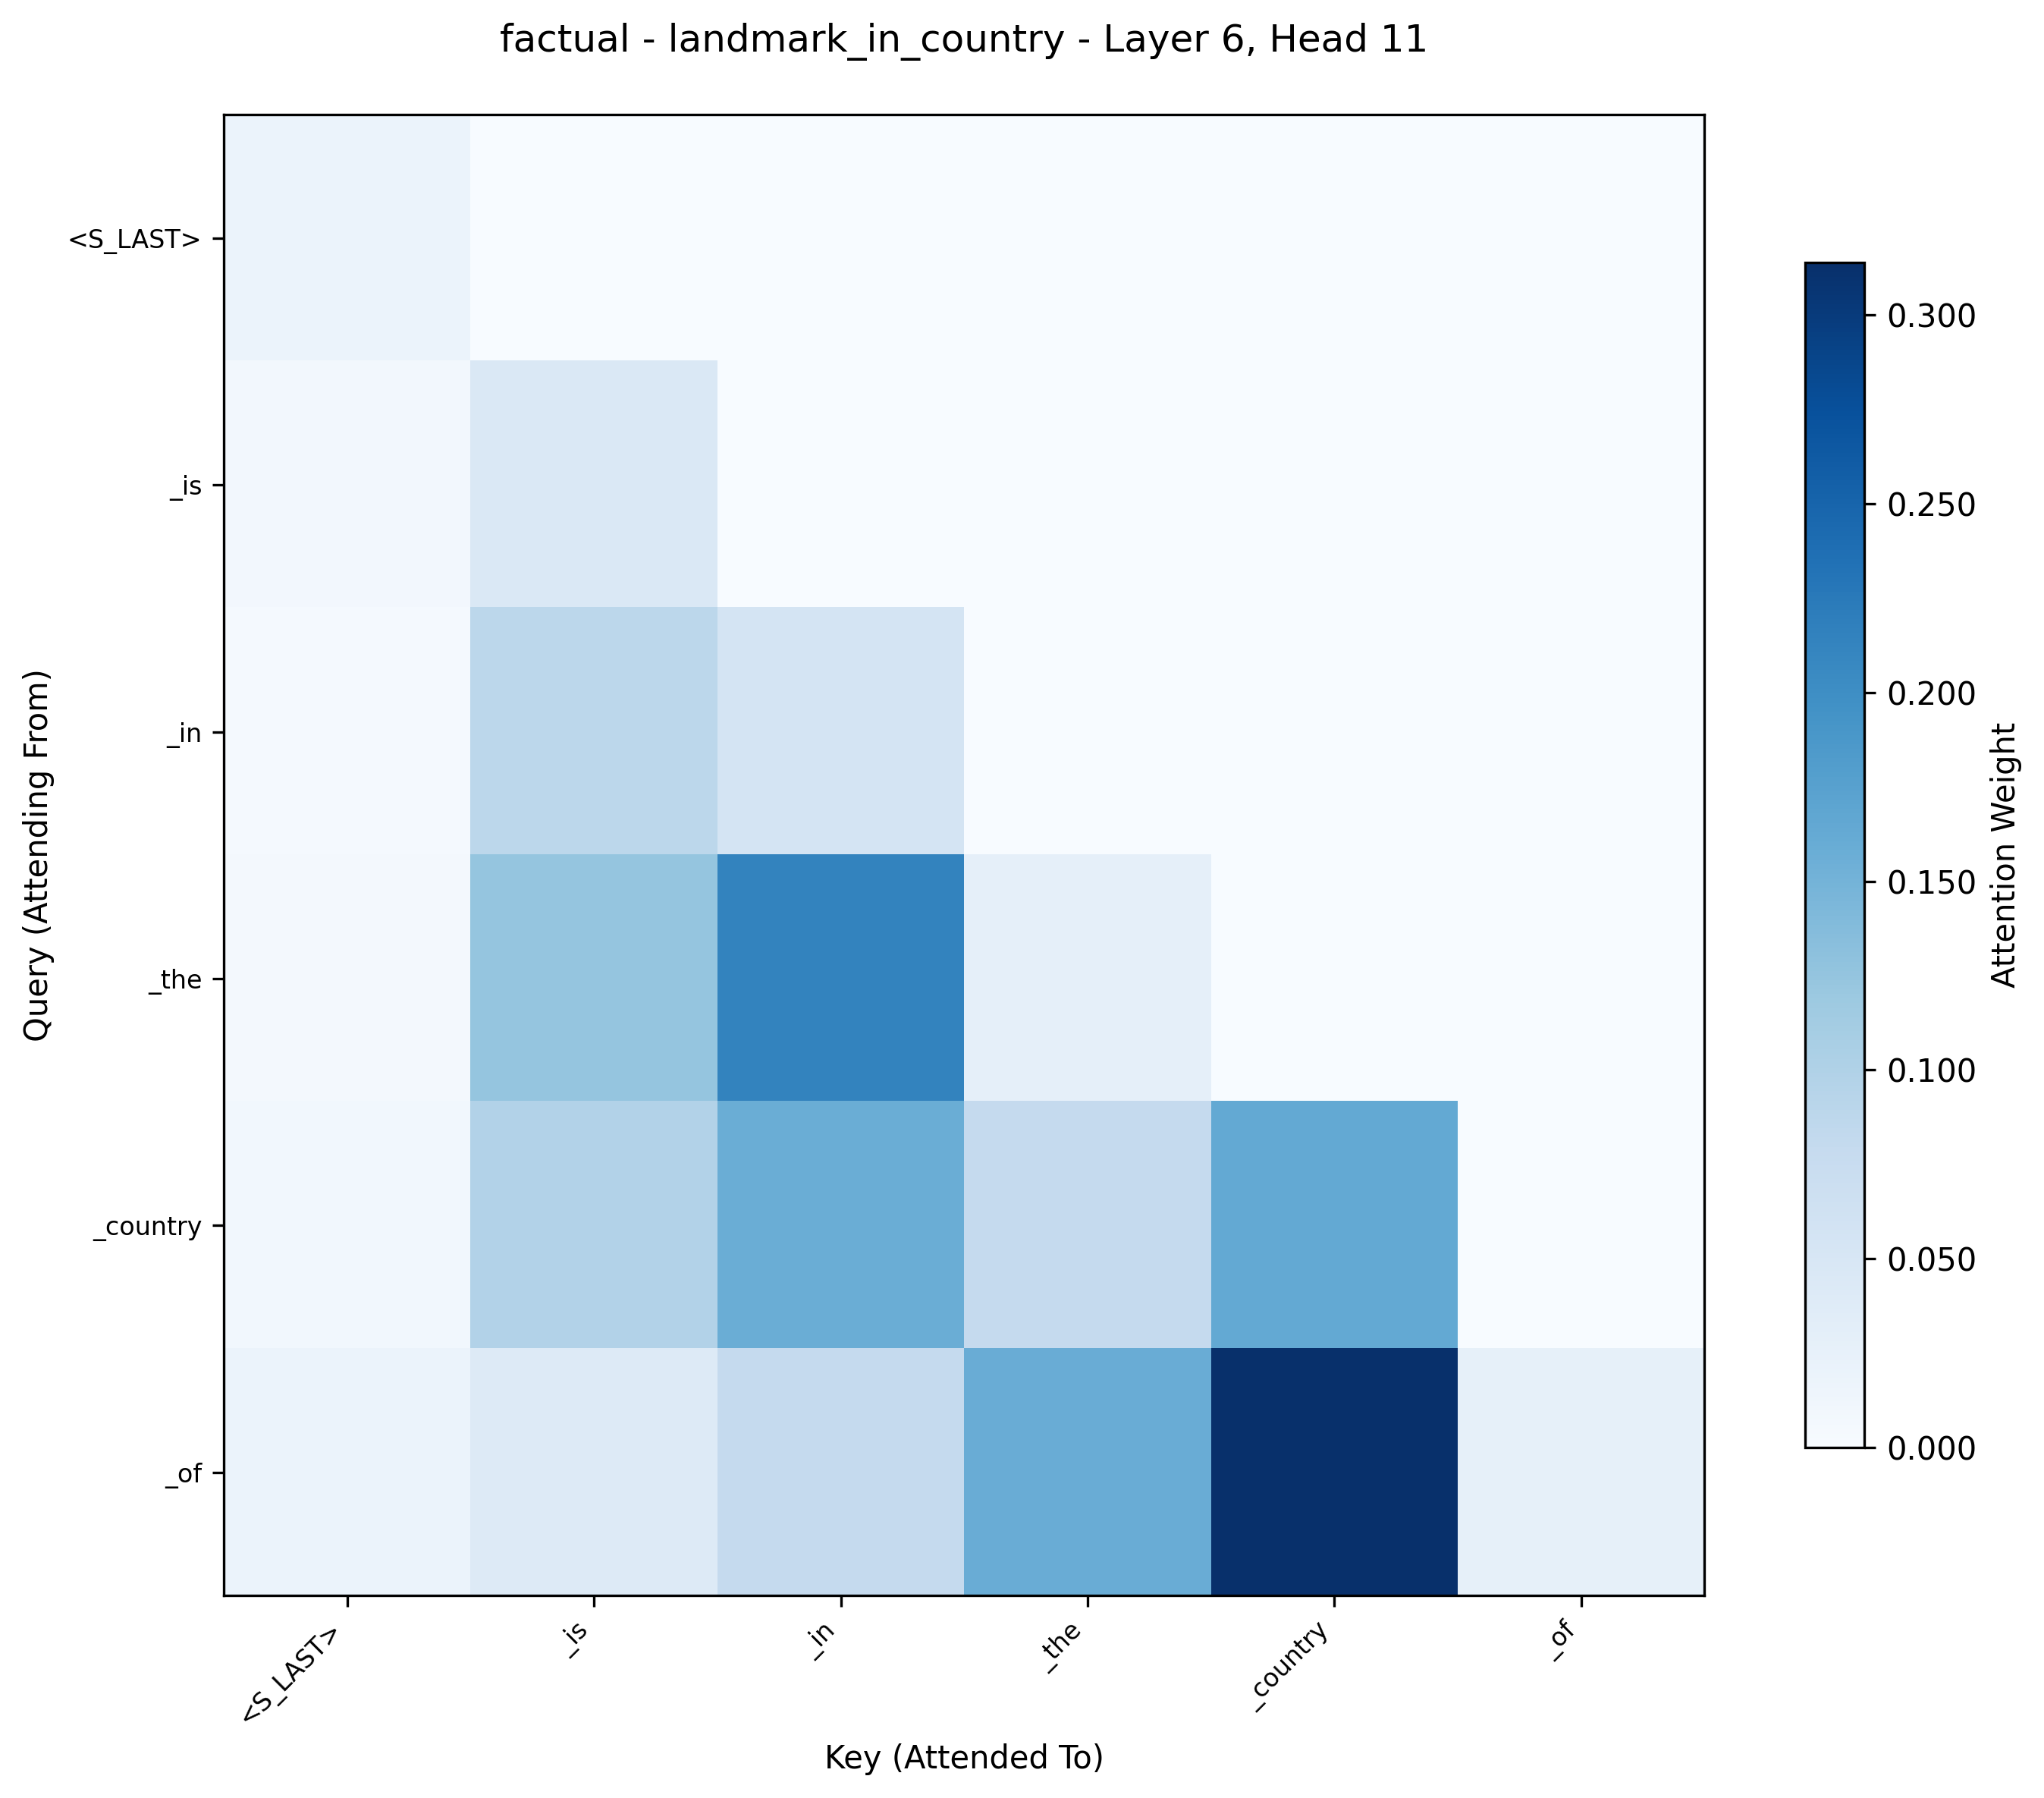 factual - landmark_in_country - Layer 6, Head 11
Query (Attending From)
<S_LAST>
_is
_in
_the
_country
_of
<S_LAST>
_is
_in
_the
_country
_of
Key (Attended To)
0.300
0.250
0.200
0.150
0.100
0.050
0.000
Attention Weight